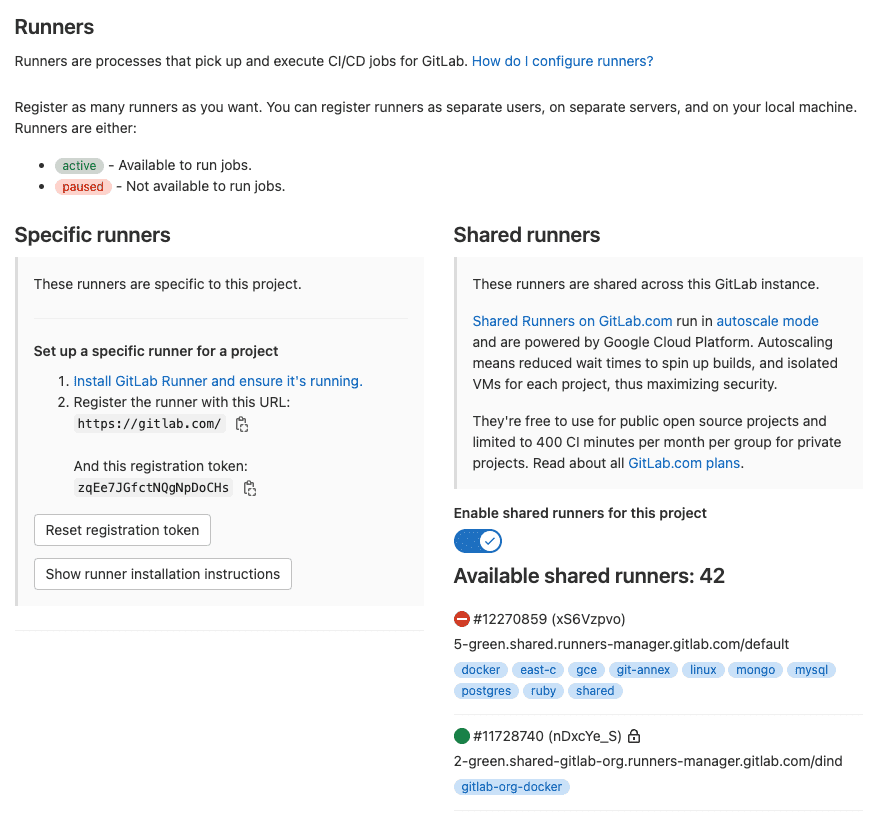 Runners
Runners are processes that pick up and execute CI/CD jobs for GitLab. How do I configure runners?
Register as many runners as you want. You can register runners as separate users, on separate servers, and on your local machine.
Runners are either:
active - Available to run jobs.
paused - Not available to run jobs.
Specific runners
These runners are specific to this project.
Set up a specific runner for a project
1. Install GitLab Runner and ensure it's running.
2. Register the runner with this URL:
https://gitlab.com/
And this registration token:
zqEe7JGfctNQgNpDoCHs
Reset registration token
Show runner installation instructions
Shared runners
These runners are shared across this GitLab instance.
Shared Runners on GitLab.com run in autoscale mode
and are powered by Google Cloud Platform. Autoscaling
means reduced wait times to spin up builds, and isolated
VMs for each project, thus maximizing security.
They're free to use for public open source projects and
limited to 400 CI minutes per month per group for private
projects. Read about all GitLab.com plans.
Enable shared runners for this project
Available shared runners: 42
#12270859 (xS6Vzpvo)
5-green.shared.runners-manager.gitlab.com/default
docker east-c gce git-annex linux mongo mysql
postgres ruby shared
#11728740 (nDxcYe_S)
2-green.shared-gitlab-org.runners-manager.gitlab.com/dind
gitlab-org-docker